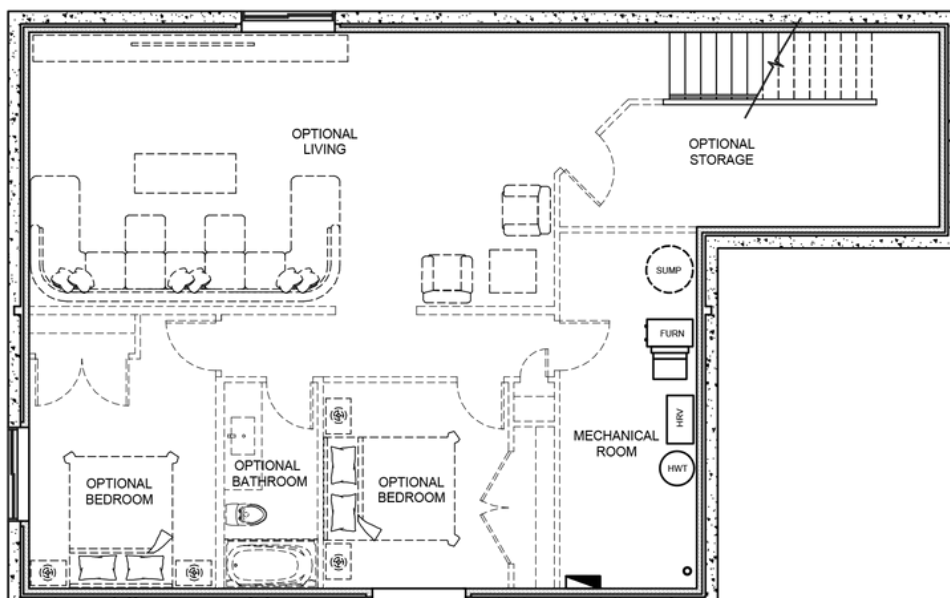 OPTIONAL
LIVING
OPTIONAL
STORAGE
SUMP
FURN
HRV
MECHANICAL
ROOM
HWT
OPTIONAL
BATHROOM
OPTIONAL
BEDROOM
OPTIONAL
BEDROOM